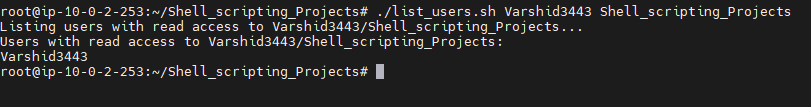 root@ip-10-0-2-253:~/Shell_scripting_Projects# ./list_users.sh Varshid3443 Shell_scripting_Projects
Listing users with read access to Varshid3443/Shell_scripting_Projects...
Users with read access to Varshid3443/Shell_scripting_Projects:
Varshid3443
root@ip-10-0-2-253:~/Shell_scripting_Projects#